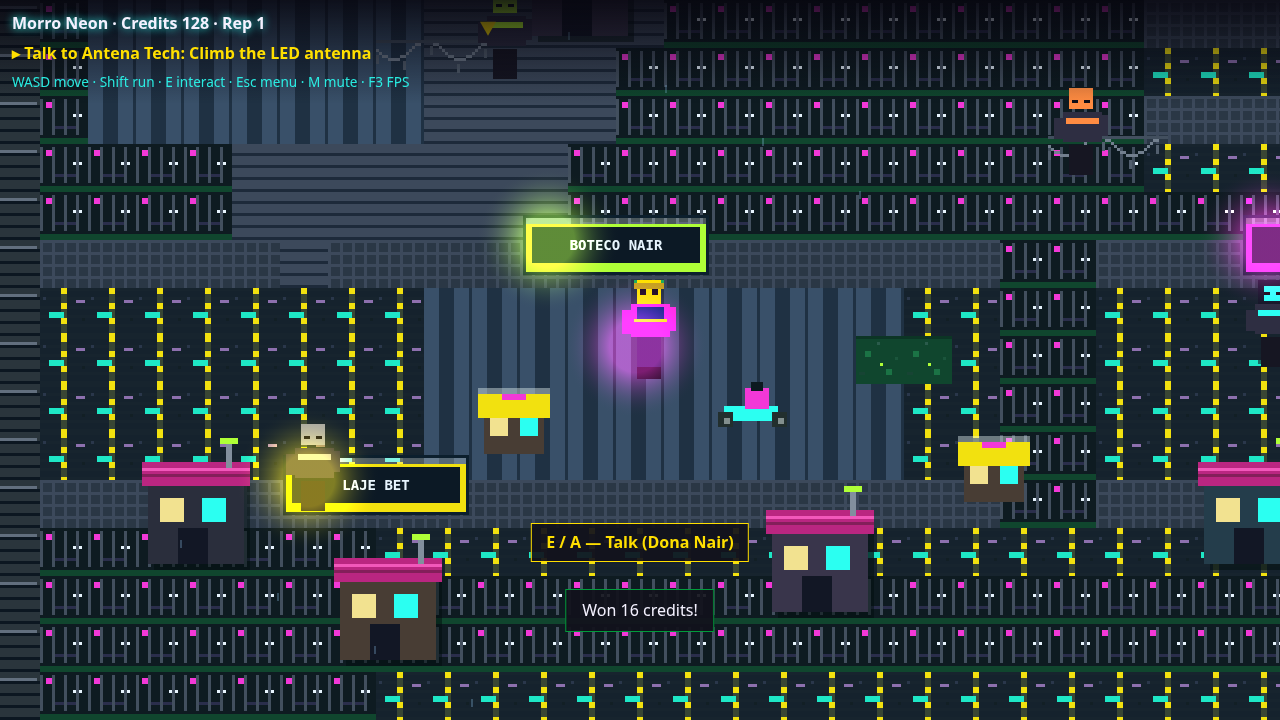 Morro Neon · Credits 128 · Rep 1
▸ Talk to Antena Tech: Climb the LED antenna
WASD move · Shift run · E interact · Esc menu · M mute · F3 FPS
BOTECO NAIR
LAJE BET
E / A — Talk (Dona Nair)
Won 16 credits!